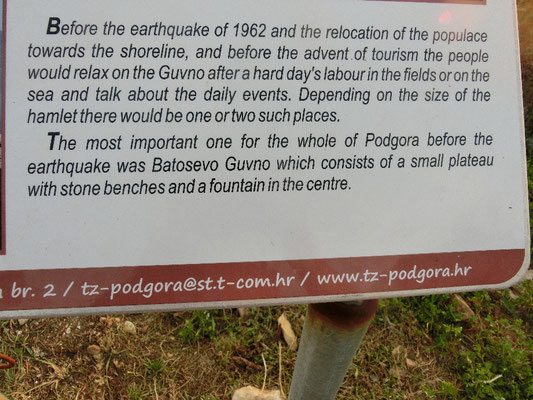 Before the earthquake of 1962 and the relocation of the populace
towards the shoreline, and before the advent of tourism the people
would relax on the Guvno after a hard day's labour in the fields or on the
sea and talk about the daily events. Depending on the size of the
hamlet there would be one or two such places.
The most important one for the whole of Podgora before the
earthquake was Batosevo Guvno which consists of a small plateau
with stone benches and a fountain in the centre.
br. 2 / tz-podgora@st.t-com.hr / www.tz-podgora.hr